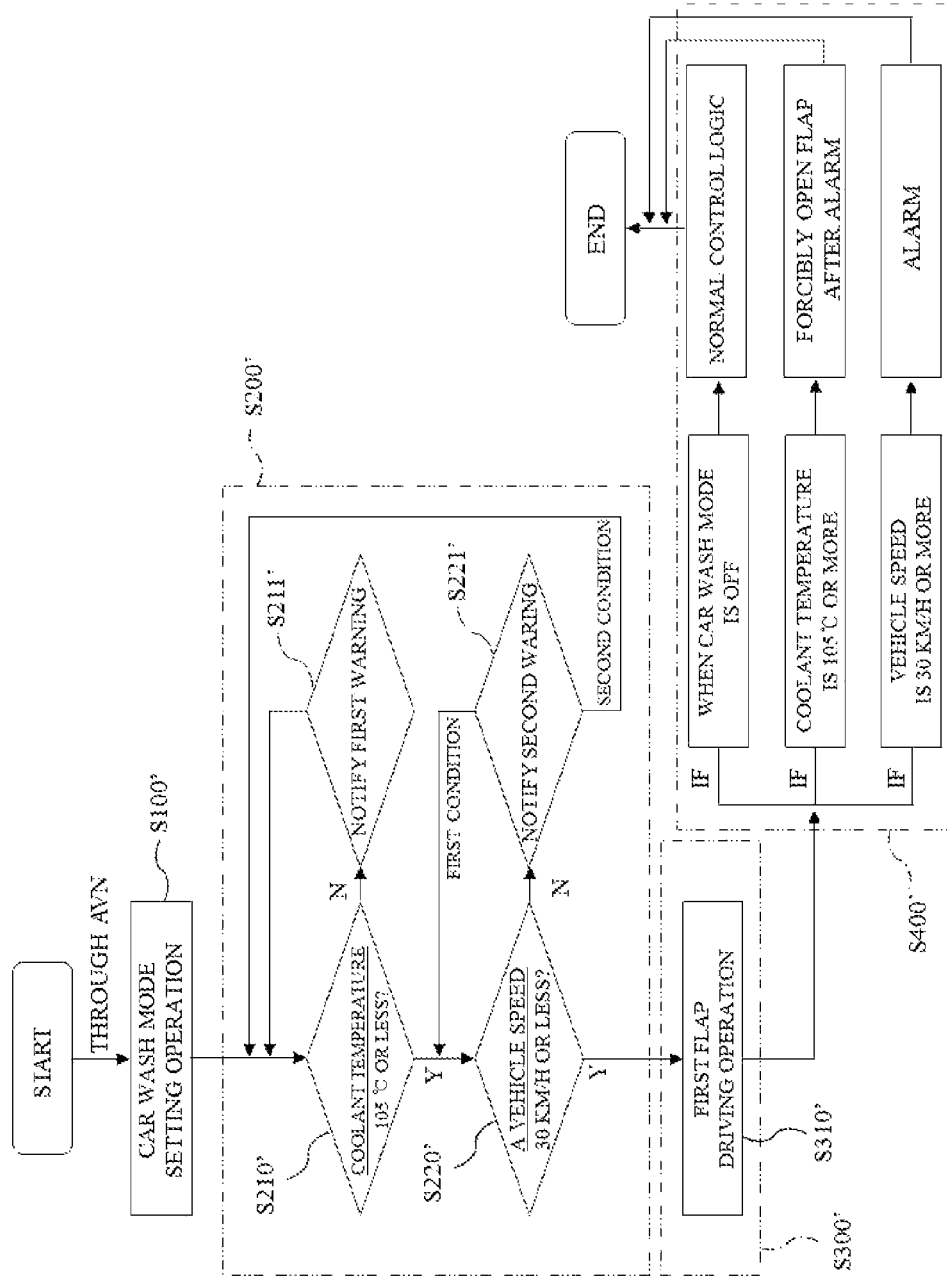 START
THROUGH AVN
CAR WASH MODE
SETTING OPERATION
S100’
S200’
COOLANT TEMPERATURE
105 °C OR LESS?
S210’
N
NOTIFY FIRST WARNING
S211’
Y
FIRST CONDITION
A VEHICLE SPEED
30 KM/H OR LESS?
S220’
N
NOTIFY SECOND WARING
S221’
SECOND CONDITION
Y
FIRST FLAP
DRIVING OPERATION
S310’
S300’
IF
WHEN CAR WASH MODE
IS OFF
NORMAL CONTROL LOGIC
IF
COOLANT TEMPERATURE
IS 105 °C OR MORE
FORCIBLY OPEN FLAP
AFTER ALARM
IF
VEHICLE SPEED
IS 30 KM/H OR MORE
ALARM
S400’
END